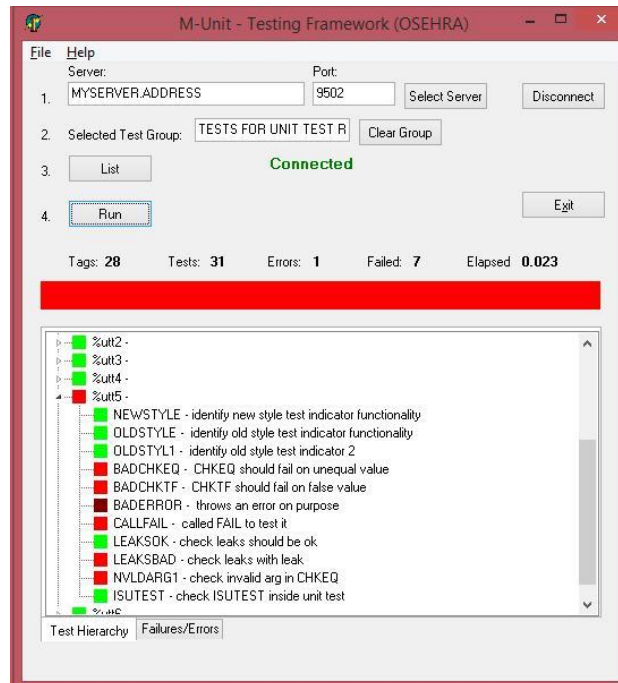 M-Unit - Testing Framework (OSEHRA)
File Help
Server: Port:
1. MYSERVER.ADDRESS 9502 Select Server Disconnect
2. Selected Test Group: TESTS FOR UNIT TEST R Clear Group
3. List Connected
4. Run Exit
Tags: 28 Tests: 31 Errors: 1 Failed: 7 Elapsed 0.023
%utt2 -
%utt3 -
%utt4 -
%utt5 -
NEWSTYLE - identify new style test indicator functionality
OLDSTYLE - identify old style test indicator functionality
OLDSTYL1 - identify old style test indicator 2
BADCHKEQ - CHKEQ should fail on unequal value
BADCHKTF - CHKTF should fail on false value
BADERROR - throws an error on purpose
CALLFAIL - called FAIL to test it
LEAKSOK - check leaks should be ok
LEAKSBAD - check leaks with leak
NVLDARG1 - check invalid arg in CHKEQ
ISUTEST - check ISUTEST inside unit test
Test Hierarchy Failures/Errors